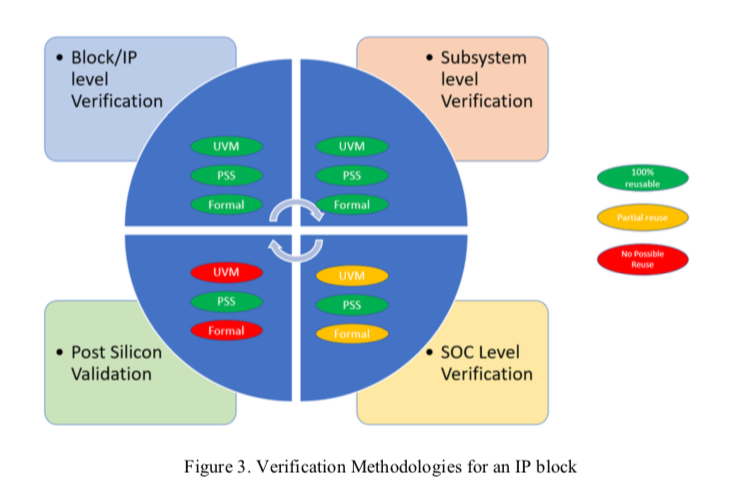 • Block/IP
level
Verification
• Subsystem
level
Verification
UVM
PSS
Formal
UVM
PSS
Formal
100%
reusable
Partial reuse
No Possible
Reuse
UVM
PSS
Formal
UVM
PSS
Formal
• Post Silicon
Validation
• SOC Level
Verification
Figure 3. Verification Methodologies for an IP block